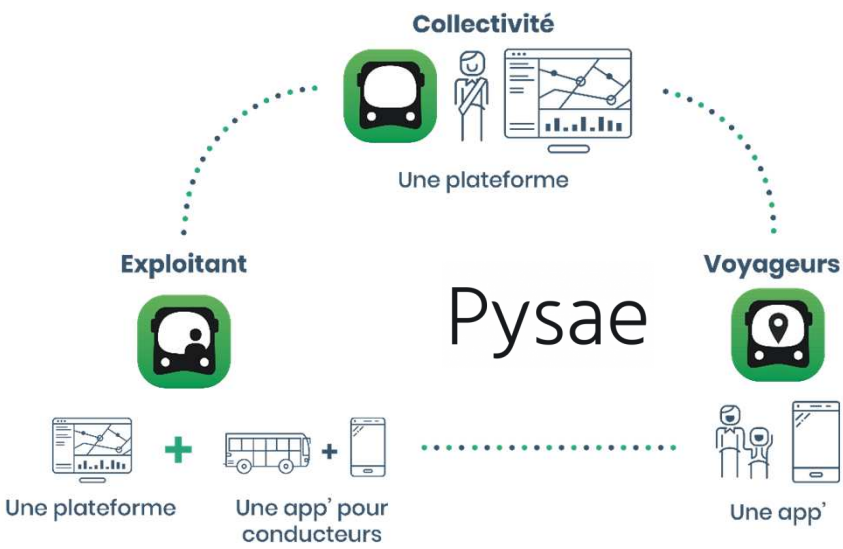 Collectivité
Une plateforme
Exploitant
Voyageurs
Pysae
Une plateforme
Une app’ pour
conducteurs
Une app’